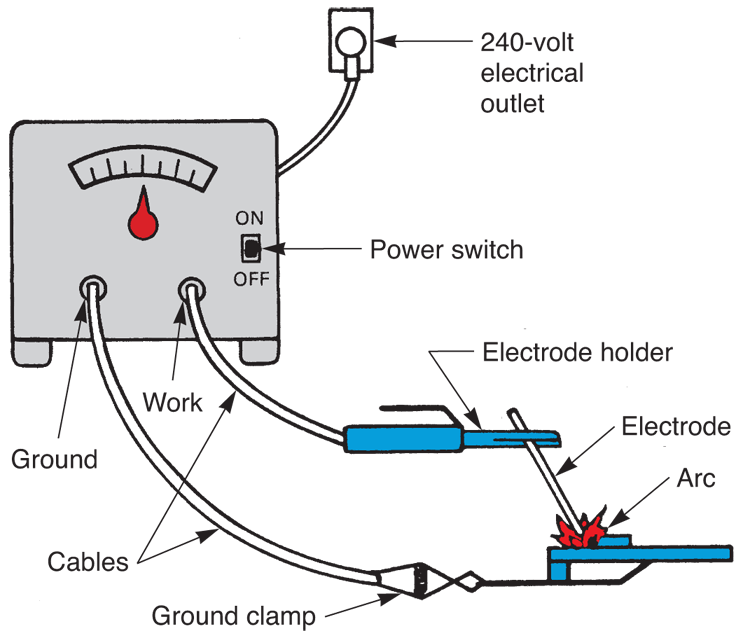 240-volt
electrical
outlet
ON
Power switch
OFF
Electrode holder
Work
Electrode
Ground
Arc
Cables
Ground clamp